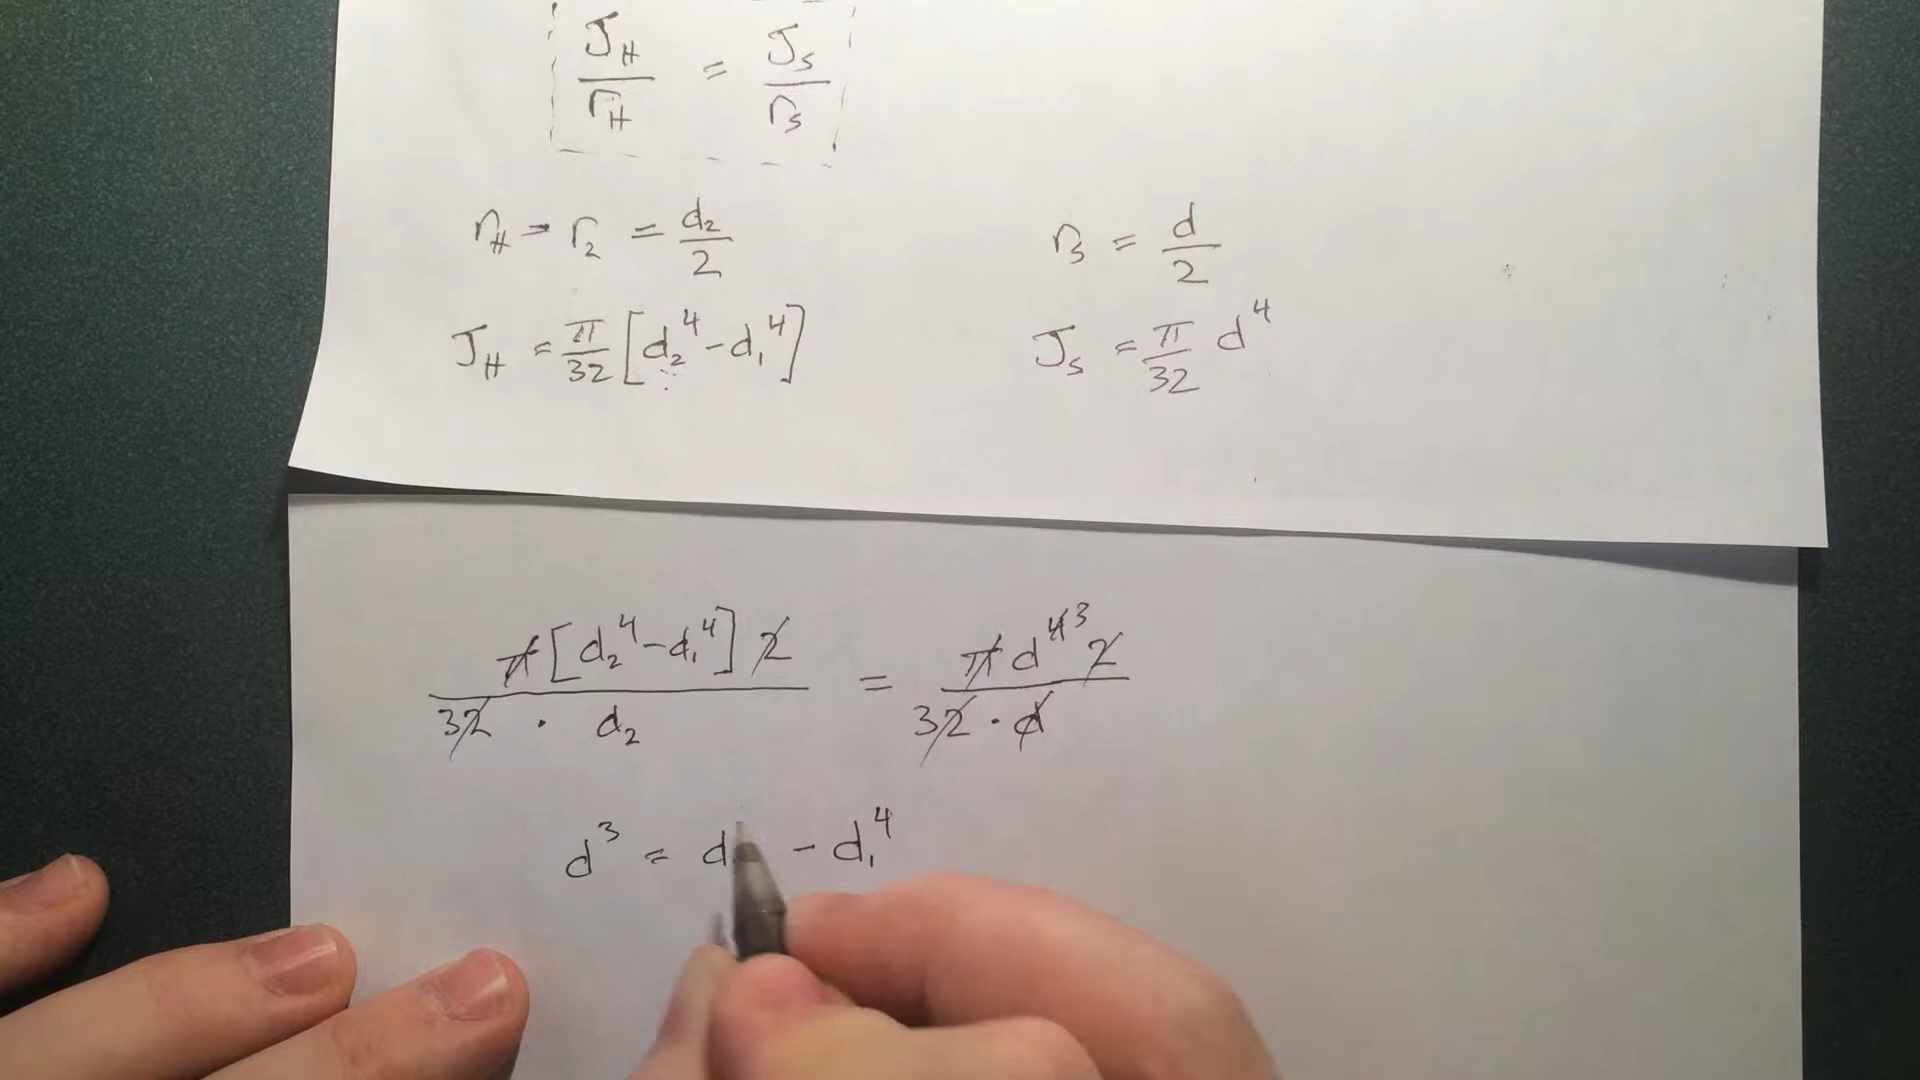 J_H / r_H = J_S / r_S
r_H = r_2 = d_2 / 2
r_S = d / 2
J_H = π/32 [d_2^4 - d_1^4]
J_S = π/32 d^4
π[d_2^4 - d_1^4] 2 / 32 · d_2 = π d^4 3 2 / 32 · d
d^3 = d - d_1^4